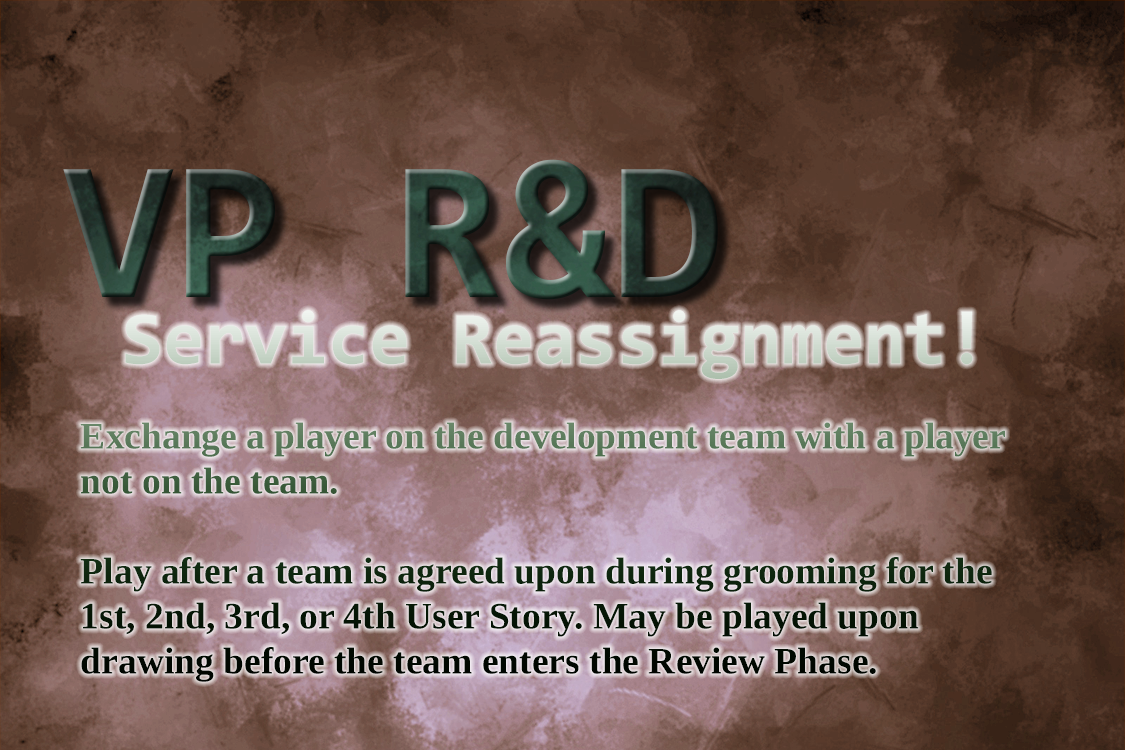 VP R&D
Service Reassignment!
Exchange a player on the development team with a player
not on the team.
Play after a team is agreed upon during grooming for the
1st, 2nd, 3rd, or 4th User Story. May be played upon
drawing before the team enters the Review Phase.